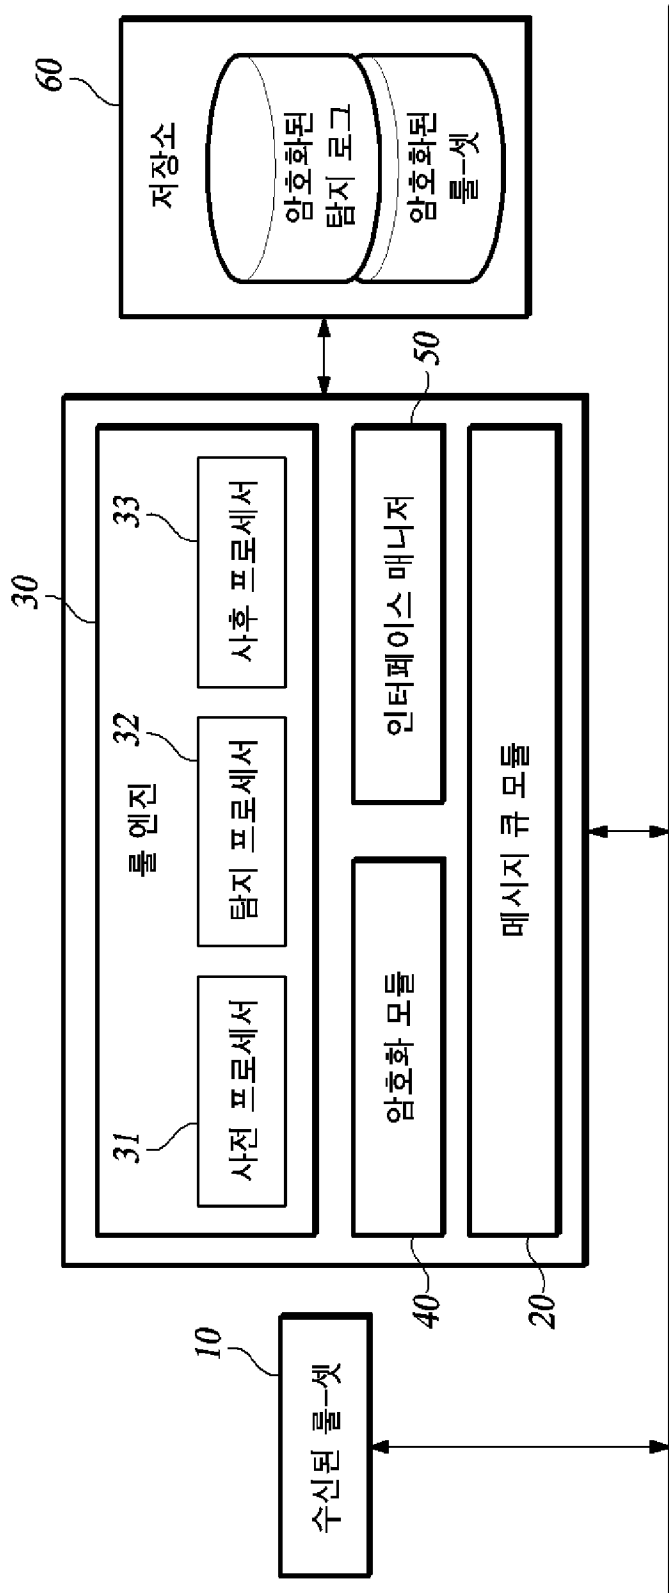 10
수신된 룰-셋
30
룰 엔진
31
사전 프로세서
32
탐지 프로세서
33
사후 프로세서
암호화 모듈
40
인터페이스 매니저
50
메시지 큐 모듈
20
60
저장소
암호화된
탐지 로그
암호화된
룰-셋